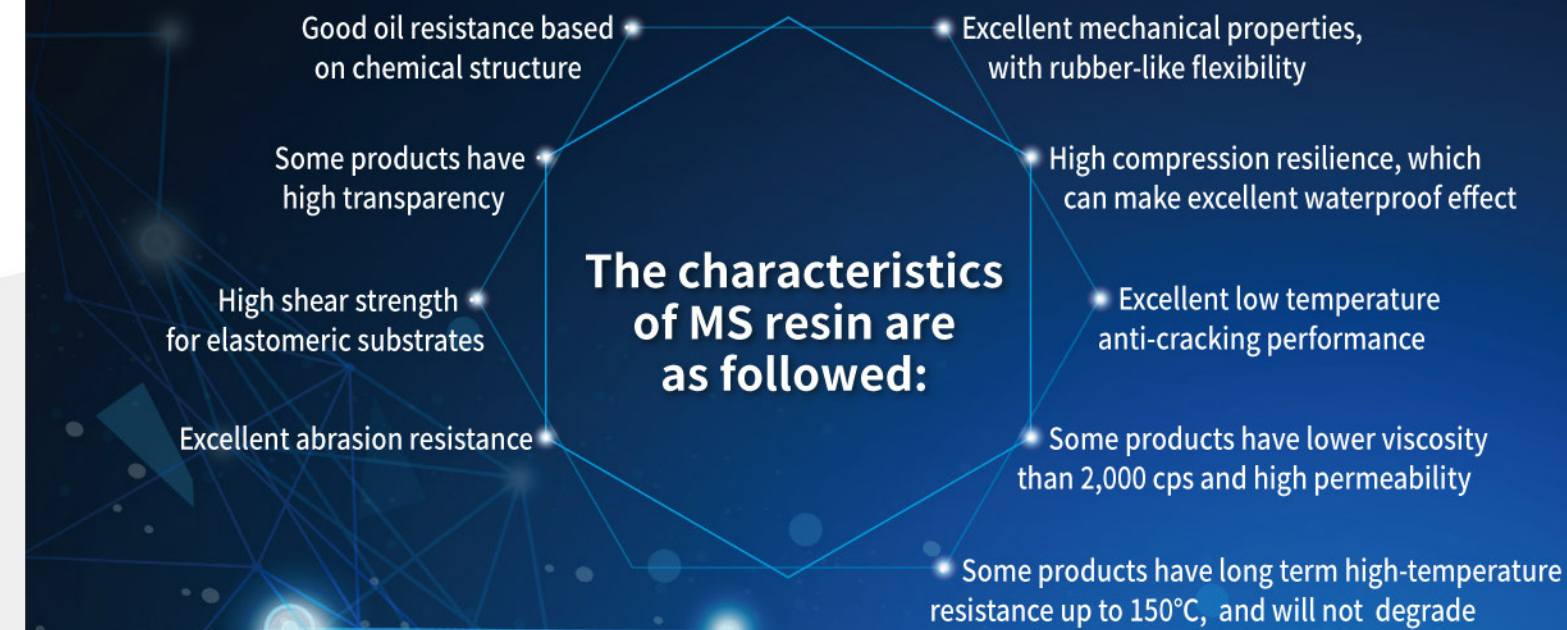 Good oil resistance based
on chemical structure
Some products have
high transparency
High shear strength
for elastomeric substrates
Excellent abrasion resistance
The characteristics
of MS resin are
as followed:
Excellent mechanical properties,
with rubber-like flexibility
High compression resilience, which
can make excellent waterproof effect
Excellent low temperature
anti-cracking performance
Some products have lower viscosity
than 2,000 cps and high permeability
Some products have long term high-temperature
resistance up to 150°C, and will not degrade